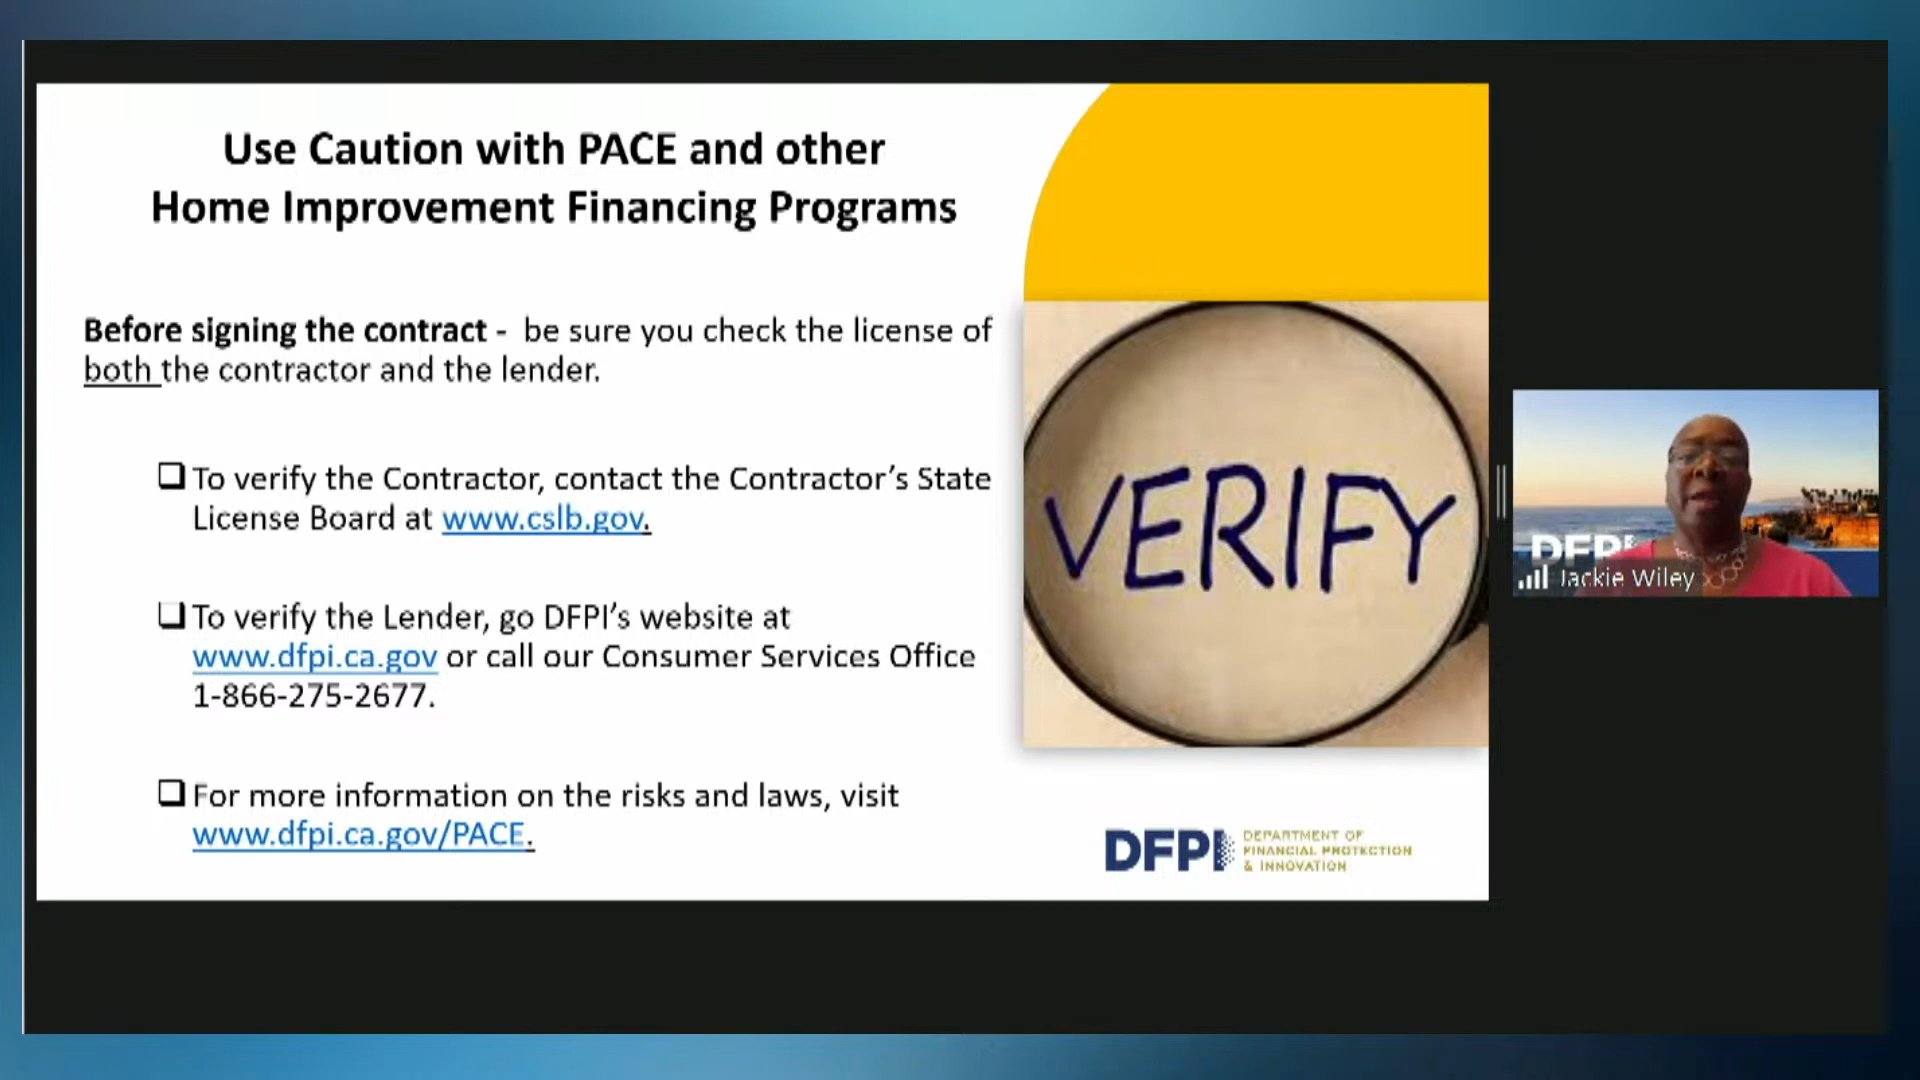 Use Caution with PACE and other
Home Improvement Financing Programs
Before signing the contract - be sure you check the license of
both the contractor and the lender.
To verify the Contractor, contact the Contractor's State
License Board at www.cslb.gov.
To verify the Lender, go DFPI's website at
www.dfpi.ca.gov or call our Consumer Services Office
1-866-275-2677.
For more information on the risks and laws, visit
www.dfpi.ca.gov/PACE.
VERIFY
DFPI
DEPARTMENT OF
FINANCIAL PROTECTION
& INNOVATION
DFPI
Jackie Wiley